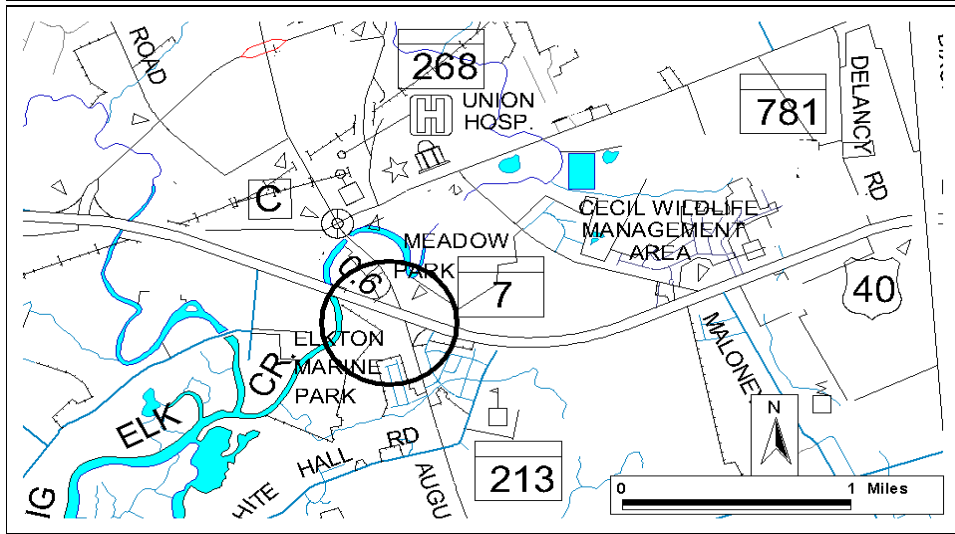 ROAD
268
UNION
HOSP.
H
781
DELANCY
RD
C
CECIL WILDLIFE
MANAGEMENT
AREA
MEADOW
PARK
0.6
7
40
ELKTON
MARINE
PARK
MALONEY
ELK
CR.
N
HALL
RD
213
AUGU
HITE
IG
0 1 Miles